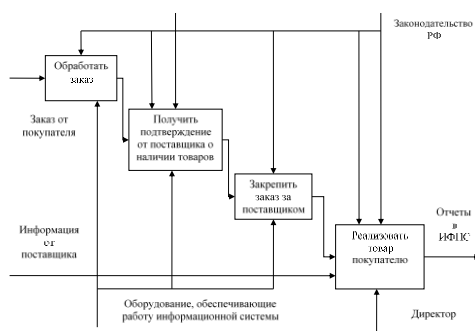 Законодательство
РФ
Обработать
заказ
Заказ от
покупателя
Получить
подтверждение
от поставщика о
наличии товаров
Закрепить
заказ за
поставщиком
Информация
от
поставщика
Реализовать
товар
покупателю
Отчеты
в
ИФНС
Оборудование, обеспечивающие
работу информационной системы
Директор